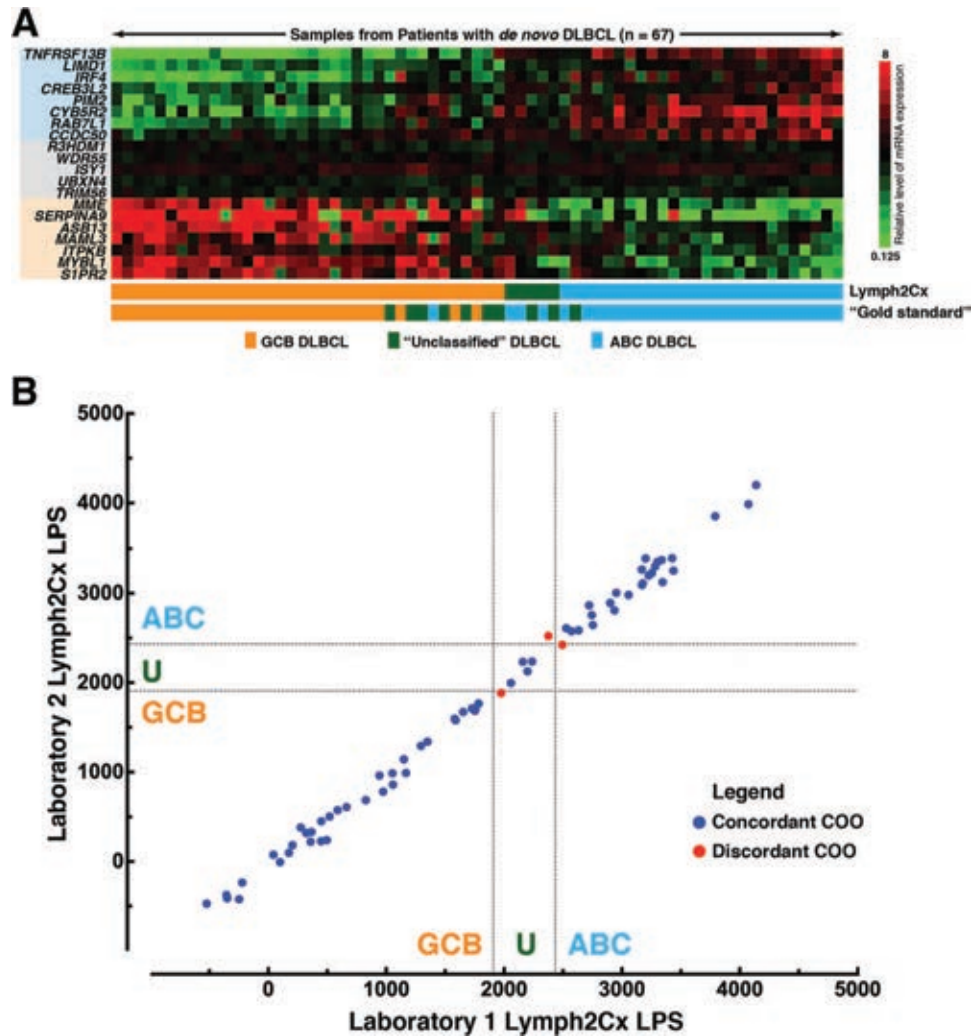 A
Samples from Patients with de novo DLBCL (n = 67)
TNFRSF13B
LIMD1
IRF4
CREB3L2
PIM2
CYB5R2
RAB7L1
CCDC50
R3HDM1
WDR55
ISY1
UBXN4
TRIM56
MME
SERPINA9
ASB13
MAML3
ITPKB
MYBL1
S1PR2
8
Relative level of mRNA expression
0.125
Lymph2Cx
"Gold standard"
GCB DLBCL
"Unclassified" DLBCL
ABC DLBCL
B
5000
4000
3000
2000
1000
0
Laboratory 2 Lymph2Cx LPS
ABC
U
GCB
Legend
Concordant COO
Discordant COO
GCB
U
ABC
0
1000
2000
3000
4000
5000
Laboratory 1 Lymph2Cx LPS